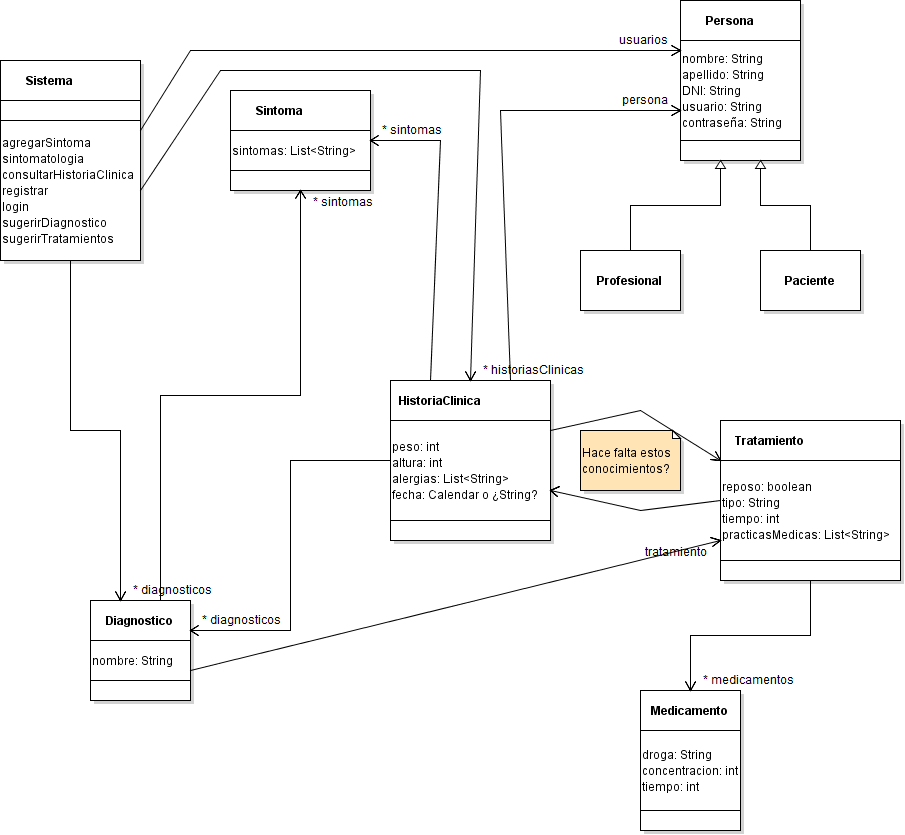 Persona
nombre: String
apellido: String
DNI: String
usuario: String
contraseña: String
usuarios
Sistema
agregarSintoma
sintomatologia
consultarHistoriaClinica
registrar
login
sugerirDiagnostico
sugerirTratamientos
Sintoma
sintomas: List<String>
persona
* sintomas
* sintomas
Profesional
Paciente
* historiasClinicas
HistoriaClinica
peso: int
altura: int
alergias: List<String>
fecha: Calendar o ¿String?
Hace falta estos
conocimientos?
Tratamiento
reposo: boolean
tipo: String
tiempo: int
practicasMedicas: List<String>
tratamiento
* diagnosticos
* diagnosticos
Diagnostico
nombre: String
* medicamentos
Medicamento
droga: String
concentracion: int
tiempo: int